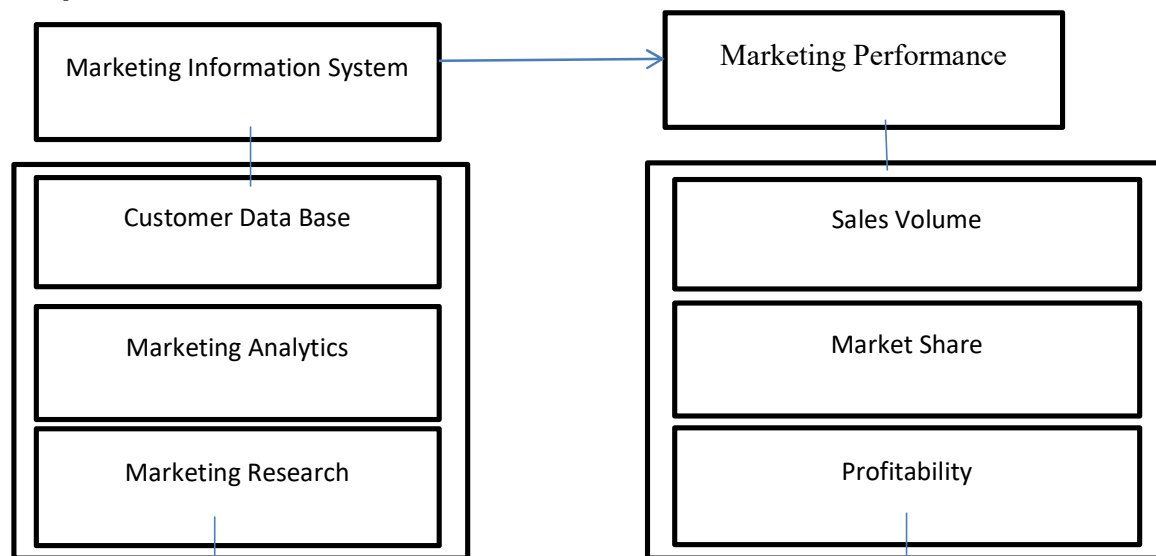 Marketing Information System
Marketing Performance
Customer Data Base
Marketing Analytics
Marketing Research
Sales Volume
Market Share
Profitability